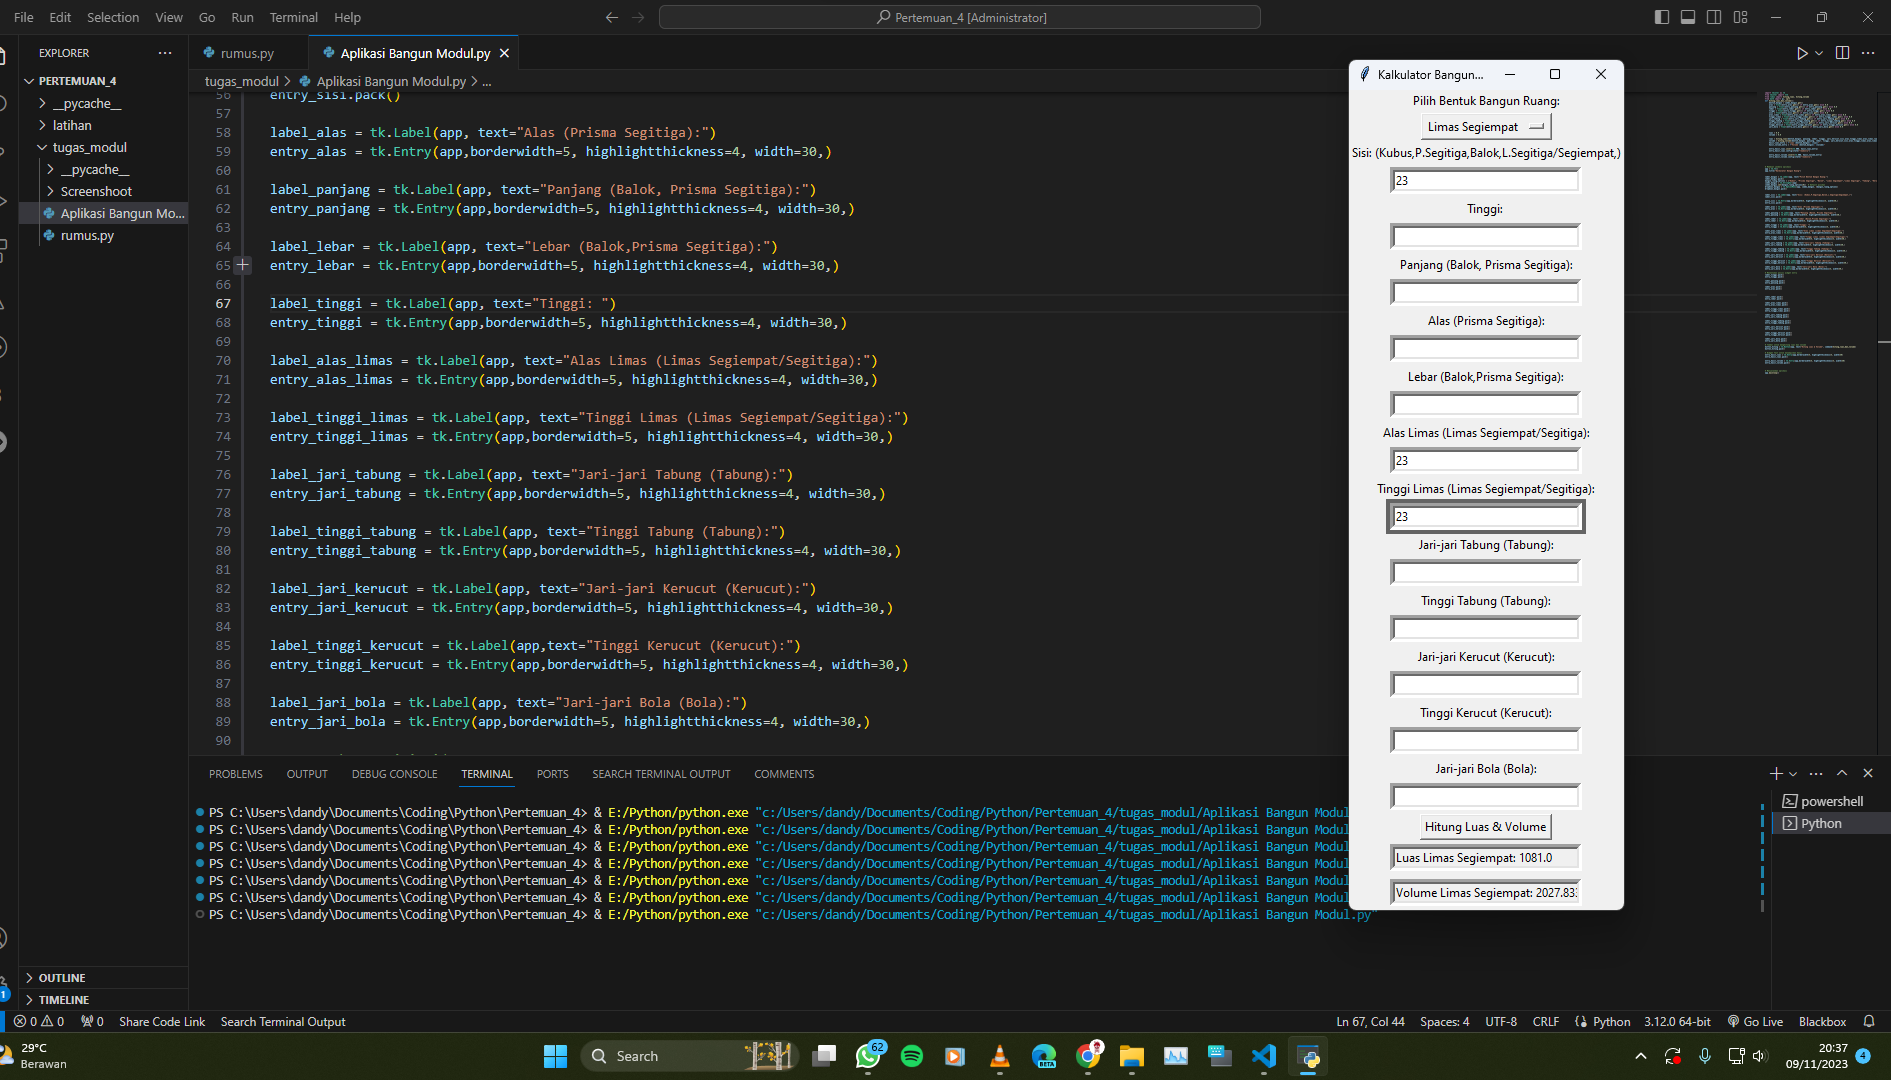 File Edit Selection View Go Run Terminal Help
Pertemuan_4 [Administrator]
EXPLORER
rumus.py
Aplikasi Bangun Modul.py
PERTEMUAN_4
__pycache__
latihan
tugas_modul
__pycache__
Screenshoot
Aplikasi Bangun Mo...
rumus.py
tugas_modul > Aplikasi Bangun Modul.py > ...
56 entry_sisi.pack()
57
58 label_alas = tk.Label(app, text="Alas (Prisma Segitiga):")
59 entry_alas = tk.Entry(app,borderwidth=5, highlightthickness=4, width=30,)
60
61 label_panjang = tk.Label(app, text="Panjang (Balok, Prisma Segitiga):")
62 entry_panjang = tk.Entry(app,borderwidth=5, highlightthickness=4, width=30,)
63
64 label_lebar = tk.Label(app, text="Lebar (Balok,Prisma Segitiga):")
65 entry_lebar = tk.Entry(app,borderwidth=5, highlightthickness=4, width=30,)
66
67 label_tinggi = tk.Label(app, text="Tinggi: ")
68 entry_tinggi = tk.Entry(app,borderwidth=5, highlightthickness=4, width=30,)
69
70 label_alas_limas = tk.Label(app, text="Alas Limas (Limas Segiempat/Segitiga):")
71 entry_alas_limas = tk.Entry(app,borderwidth=5, highlightthickness=4, width=30,)
72
73 label_tinggi_limas = tk.Label(app, text="Tinggi Limas (Limas Segiempat/Segitiga):")
74 entry_tinggi_limas = tk.Entry(app,borderwidth=5, highlightthickness=4, width=30,)
75
76 label_jari_tabung = tk.Label(app, text="Jari-jari Tabung (Tabung):")
77 entry_jari_tabung = tk.Entry(app,borderwidth=5, highlightthickness=4, width=30,)
78
79 label_tinggi_tabung = tk.Label(app, text="Tinggi Tabung (Tabung):")
80 entry_tinggi_tabung = tk.Entry(app,borderwidth=5, highlightthickness=4, width=30,)
81
82 label_jari_kerucut = tk.Label(app, text="Jari-jari Kerucut (Kerucut):")
83 entry_jari_kerucut = tk.Entry(app,borderwidth=5, highlightthickness=4, width=30,)
84
85 label_tinggi_kerucut = tk.Label(app,text="Tinggi Kerucut (Kerucut):")
86 entry_tinggi_kerucut = tk.Entry(app,borderwidth=5, highlightthickness=4, width=30,)
87
88 label_jari_bola = tk.Label(app, text="Jari-jari Bola (Bola):")
89 entry_jari_bola = tk.Entry(app,borderwidth=5, highlightthickness=4, width=30,)
90
Kalkulator Bangun...
Pilih Bentuk Bangun Ruang:
Limas Segiempat
Sisi: (Kubus,P.Segitiga,Balok,L.Segitiga/Segiempat,)
23
Tinggi:
Panjang (Balok, Prisma Segitiga):
Alas (Prisma Segitiga):
Lebar (Balok,Prisma Segitiga):
Alas Limas (Limas Segiempat/Segitiga):
23
Tinggi Limas (Limas Segiempat/Segitiga):
23
Jari-jari Tabung (Tabung):
Tinggi Tabung (Tabung):
Jari-jari Kerucut (Kerucut):
Tinggi Kerucut (Kerucut):
Jari-jari Bola (Bola):
Hitung Luas & Volume
Luas Limas Segiempat: 1081.0
Volume Limas Segiempat: 2027.83
PROBLEMS OUTPUT DEBUG CONSOLE TERMINAL PORTS SEARCH TERMINAL OUTPUT COMMENTS
PS C:\Users\dandy\Documents\Coding\Python\Pertemuan_4> & E:/Python/python.exe "c:/Users/dandy/Documents/Coding/Python/Pertemuan_4/tugas_modul/Aplikasi Bangun Modul
PS C:\Users\dandy\Documents\Coding\Python\Pertemuan_4> & E:/Python/python.exe "c:/Users/dandy/Documents/Coding/Python/Pertemuan_4/tugas_modul/Aplikasi Bangun Modul
PS C:\Users\dandy\Documents\Coding\Python\Pertemuan_4> & E:/Python/python.exe "c:/Users/dandy/Documents/Coding/Python/Pertemuan_4/tugas_modul/Aplikasi Bangun Modul
PS C:\Users\dandy\Documents\Coding\Python\Pertemuan_4> & E:/Python/python.exe "c:/Users/dandy/Documents/Coding/Python/Pertemuan_4/tugas_modul/Aplikasi Bangun Modul
PS C:\Users\dandy\Documents\Coding\Python\Pertemuan_4> & E:/Python/python.exe "c:/Users/dandy/Documents/Coding/Python/Pertemuan_4/tugas_modul/Aplikasi Bangun Modul
PS C:\Users\dandy\Documents\Coding\Python\Pertemuan_4> & E:/Python/python.exe "c:/Users/dandy/Documents/Coding/Python/Pertemuan_4/tugas_modul/Aplikasi Bangun Modul
PS C:\Users\dandy\Documents\Coding\Python\Pertemuan_4> & E:/Python/python.exe "c:/Users/dandy/Documents/Coding/Python/Pertemuan_4/tugas_modul/Aplikasi Bangun Modul.py"
powershell
Python
OUTLINE
TIMELINE
1
0 0 0 Share Code Link Search Terminal Output
Ln 67, Col 44 Spaces: 4 UTF-8 CRLF Python 3.12.0 64-bit Go Live Blackbox
29°C
Berawan
Search
62
BETA
20:37
09/11/2023
4